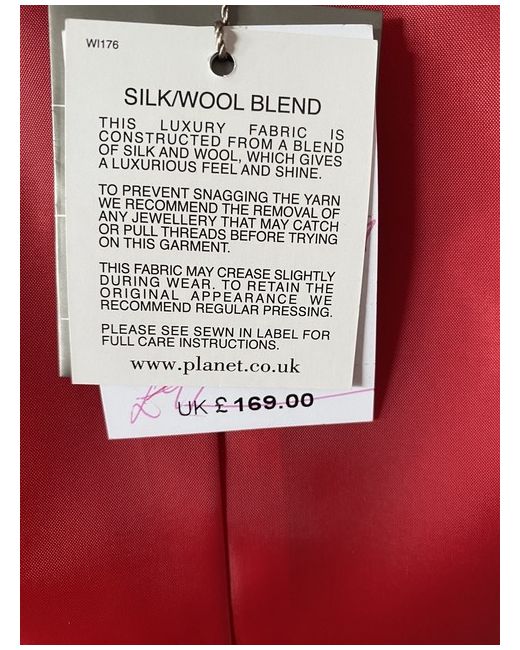 WI176
SILK/WOOL BLEND
THIS LUXURY FABRIC IS
CONSTRUCTED FROM A BLEND
OF SILK AND WOOL, WHICH GIVES
A LUXURIOUS FEEL AND SHINE.
TO PREVENT SNAGGING THE YARN
WE RECOMMEND THE REMOVAL OF
ANY JEWELLERY THAT MAY CATCH
OR PULL THREADS BEFORE TRYING
ON THIS GARMENT.
THIS FABRIC MAY CREASE SLIGHTLY
DURING WEAR. TO RETAIN THE
ORIGINAL APPEARANCE WE
RECOMMEND REGULAR PRESSING.
PLEASE SEE SEWN IN LABEL FOR
FULL CARE INSTRUCTIONS.
www.planet.co.uk
UK £169.00